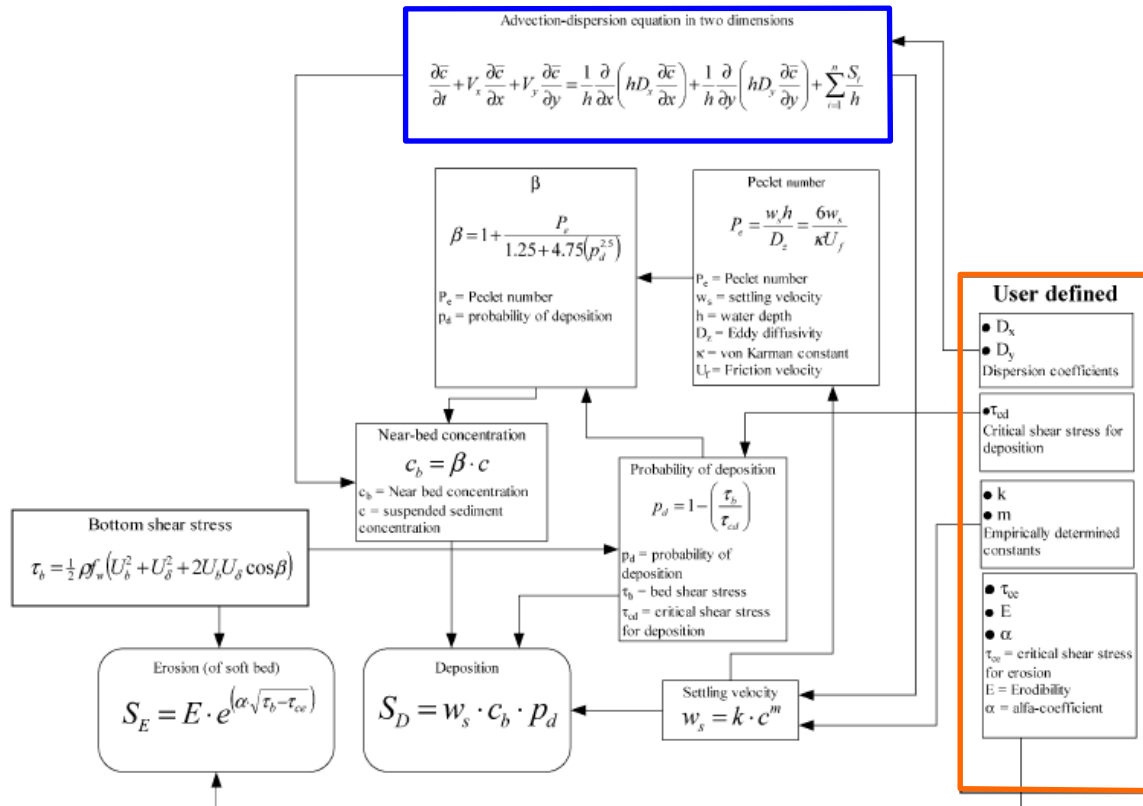 Advection-dispersion equation in two dimensions
∂c̄/∂t + V_x ∂c̄/∂x + V_y ∂c̄/∂y = 1/h ∂/∂x (hD_x ∂c̄/∂x) + 1/h ∂/∂y (hD_y ∂c̄/∂y) + ∑_{i=1}^{n} S_i/h
β
β = 1 + P_e / (1.25 + 4.75(p_d^{2.5}))
P_e = Peclet number
p_d = probability of deposition
Peclet number
P_e = w_s h / D_z = 6w_s / κU_f
P_e = Peclet number
w_s = settling velocity
h = water depth
D_z = Eddy diffusivity
κ = von Karman constant
U_f = Friction velocity
User defined
● D_x
● D_y
Dispersion coefficients
●τ_cd
Critical shear stress for
deposition
● k
● m
Empirically determined
constants
● τ_ce
● E
● α
τ_ce = critical shear stress
for erosion
E = Erodibility
α = alfa-coefficient
Near-bed concentration
c_b = β · c
c_b = Near bed concentration
c = suspended sediment
concentration
Probability of deposition
p_d = 1 − (τ_b / τ_cd)
p_d = probability of
deposition
τ_b = bed shear stress
τ_cd = critical shear stress
for deposition
Bottom shear stress
τ_b = ½ ρf_w (U_b² + U_δ² + 2U_b U_δ cosβ)
Erosion (of soft bed)
S_E = E · e^(α·√(τ_b − τ_ce))
Deposition
S_D = w_s · c_b · p_d
Settling velocity
w_s = k · c^m